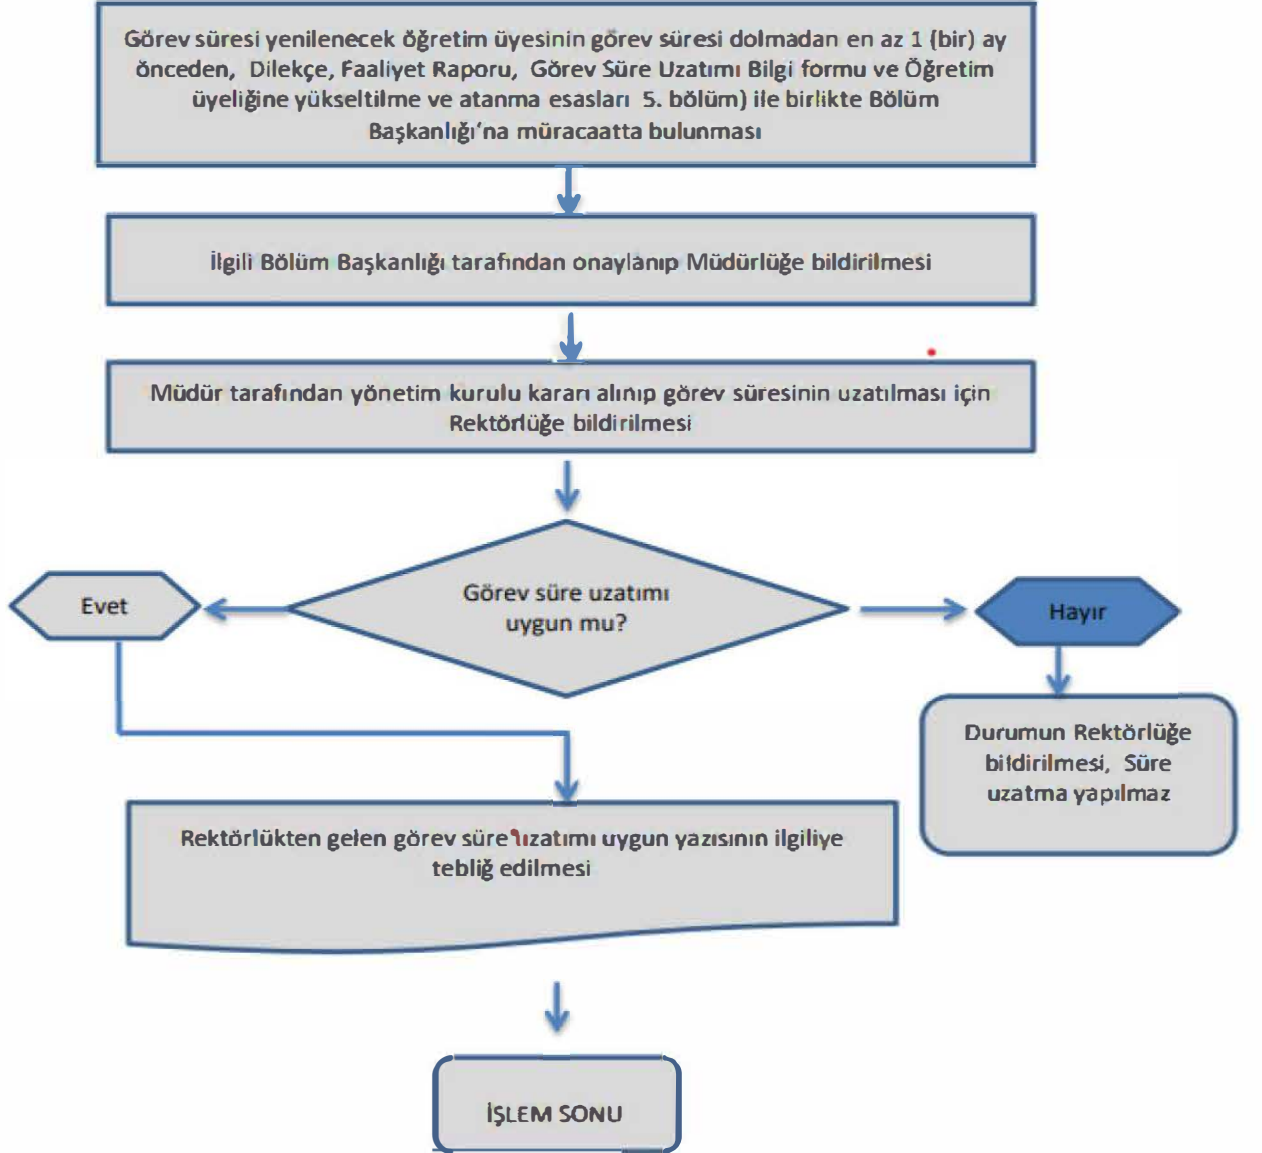 Görev süresi yenilenecek öğretim üyesinin görev süresi dolmadan en az 1 (bir) ay
önceden, Dilekçe, Faaliyet Raporu, Görev Süre Uzatımı Bilgi formu ve Öğretim
üyeliğine yükseltilme ve atanma esasları 5. bölüm) ile birlikte Bölüm
Başkanlığı'na müracaatta bulunması
İlgili Bölüm Başkanlığı tarafından onaylanıp Müdürlüğe bildirilmesi
Müdür tarafından yönetim kurulu kararı alınıp görev süresinin uzatılması için
Rektörlüğe bildirilmesi
Görev süre uzatımı
uygun mu?
Evet
Hayır
Durumun Rektörlüğe
bildirilmesi, Süre
uzatma yapılmaz
Rektörlükten gelen görev süre uzatımı uygun yazısının ilgiliye
tebliğ edilmesi
İŞLEM SONU